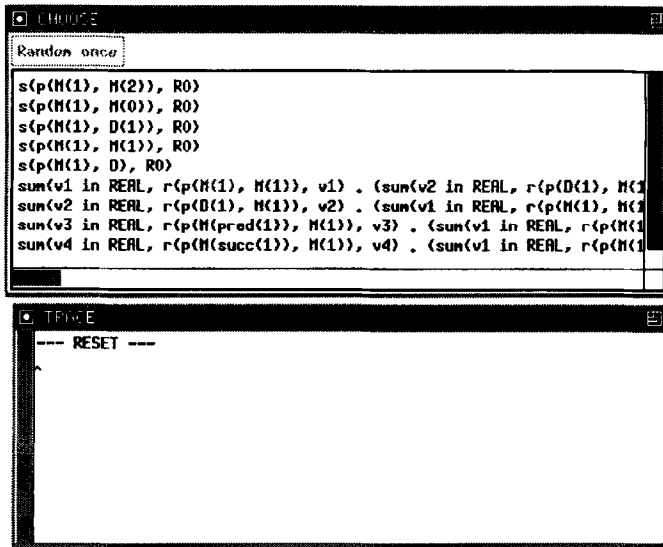 CHOOSE
Random once
s(p(M(1), M(2)), R0)
s(p(M(1), M(0)), R0)
s(p(M(1), D(1)), R0)
s(p(M(1), M(1)), R0)
s(p(M(1), D), R0)
sum(v1 in REAL, r(p(M(1), M(1)), v1) . (sum(v2 in REAL, r(p(D(1), M(1
sum(v2 in REAL, r(p(D(1), M(1)), v2) . (sum(v1 in REAL, r(p(M(1
sum(v3 in REAL, r(p(M(pred(1)), M(1)), v3) . (sum(v1 in REAL, r(p(M(1
sum(v4 in REAL, r(p(M(succ(1)), M(1)), v4) . (sum(v1 in REAL, r(p(M(1
TRACE
--- RESET ---
^